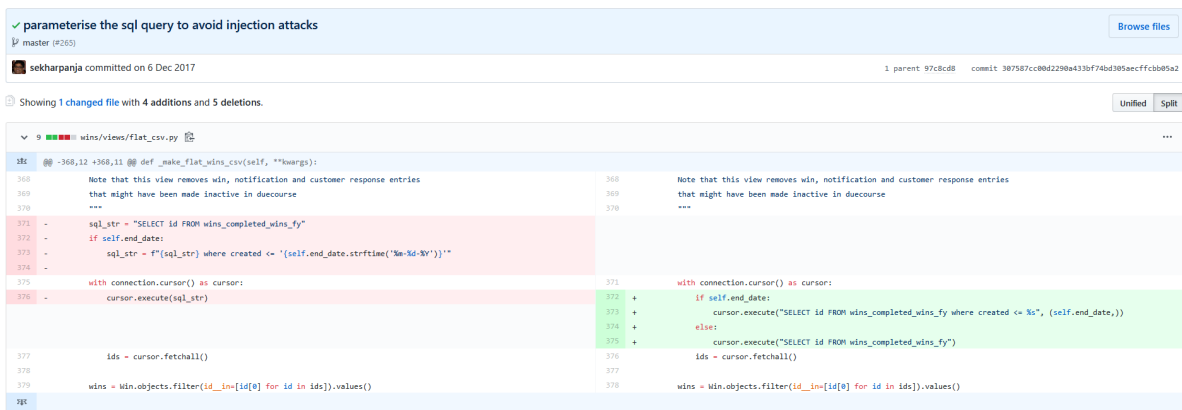 ✓ parameterise the sql query to avoid injection attacks
Browse files
master (#265)
sekharpanja committed on 6 Dec 2017
1 parent 97c8cd8 commit 307587cc00d2290a433bf74bd305aecffcbb05a2
Showing 1 changed file with 4 additions and 5 deletions.
Unified Split
9 wins/views/flat_csv.py
@@ -368,12 +368,11 @@ def _make_flat_wins_csv(self, **kwargs):
368 Note that this view removes win, notification and customer response entries 368 Note that this view removes win, notification and customer response entries
369 that might have been made inactive in duecourse 369 that might have been made inactive in duecourse
370 """ 370 """
371 - sql_str = "SELECT id FROM wins_completed_wins_fy"
372 - if self.end_date:
373 - sql_str = f"{sql_str} where created <= '{self.end_date.strftime('%m-%d-%Y')}'"
374 -
375 with connection.cursor() as cursor: 371 with connection.cursor() as cursor:
376 - cursor.execute(sql_str) 372 + if self.end_date:
373 + cursor.execute("SELECT id FROM wins_completed_wins_fy where created <= %s", (self.end_date,))
374 + else:
375 + cursor.execute("SELECT id FROM wins_completed_wins_fy")
377 ids = cursor.fetchall() 376 ids = cursor.fetchall()
378 377
379 wins = Win.objects.filter(id__in=[id[0] for id in ids]).values() 378 wins = Win.objects.filter(id__in=[id[0] for id in ids]).values()